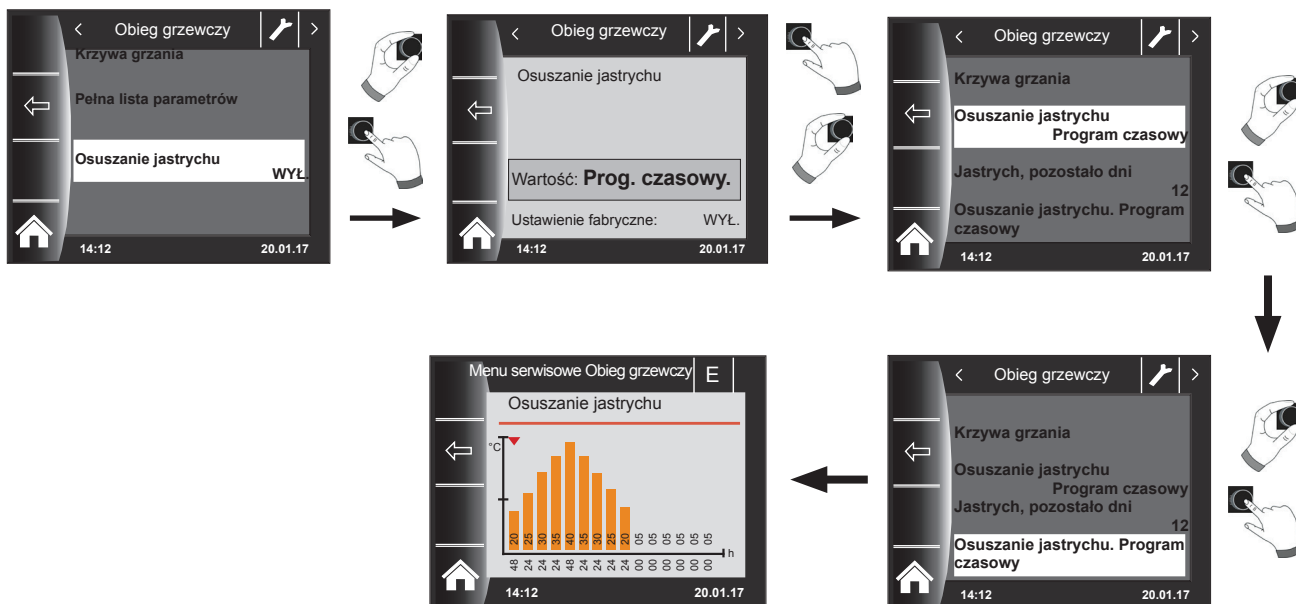 Obieg grzewczy
Krzywa grzania
Pełna lista parametrów
Osuszanie jastrychu
WYŁ.
14:12 20.01.17
Obieg grzewczy
Osuszanie jastrychu
Wartość: Prog. czasowy.
Ustawienie fabryczne: WYŁ.
14:12 20.01.17
Obieg grzewczy
Krzywa grzania
Osuszanie jastrychu
Program czasowy
Jastrych, pozostało dni
12
Osuszanie jastrychu. Program
czasowy
14:12 20.01.17
Menu serwisowe Obieg grzewczy E
Osuszanie jastrychu
°C
20 25 30 35 40 35 30 25 20 05 05 05 05 05 05
h
48 24 24 24 48 24 24 24 24 00 00 00 00 00 00
14:12 20.01.17
Obieg grzewczy
Krzywa grzania
Osuszanie jastrychu
Program czasowy
Jastrych, pozostało dni
12
Osuszanie jastrychu. Program
czasowy
14:12 20.01.17